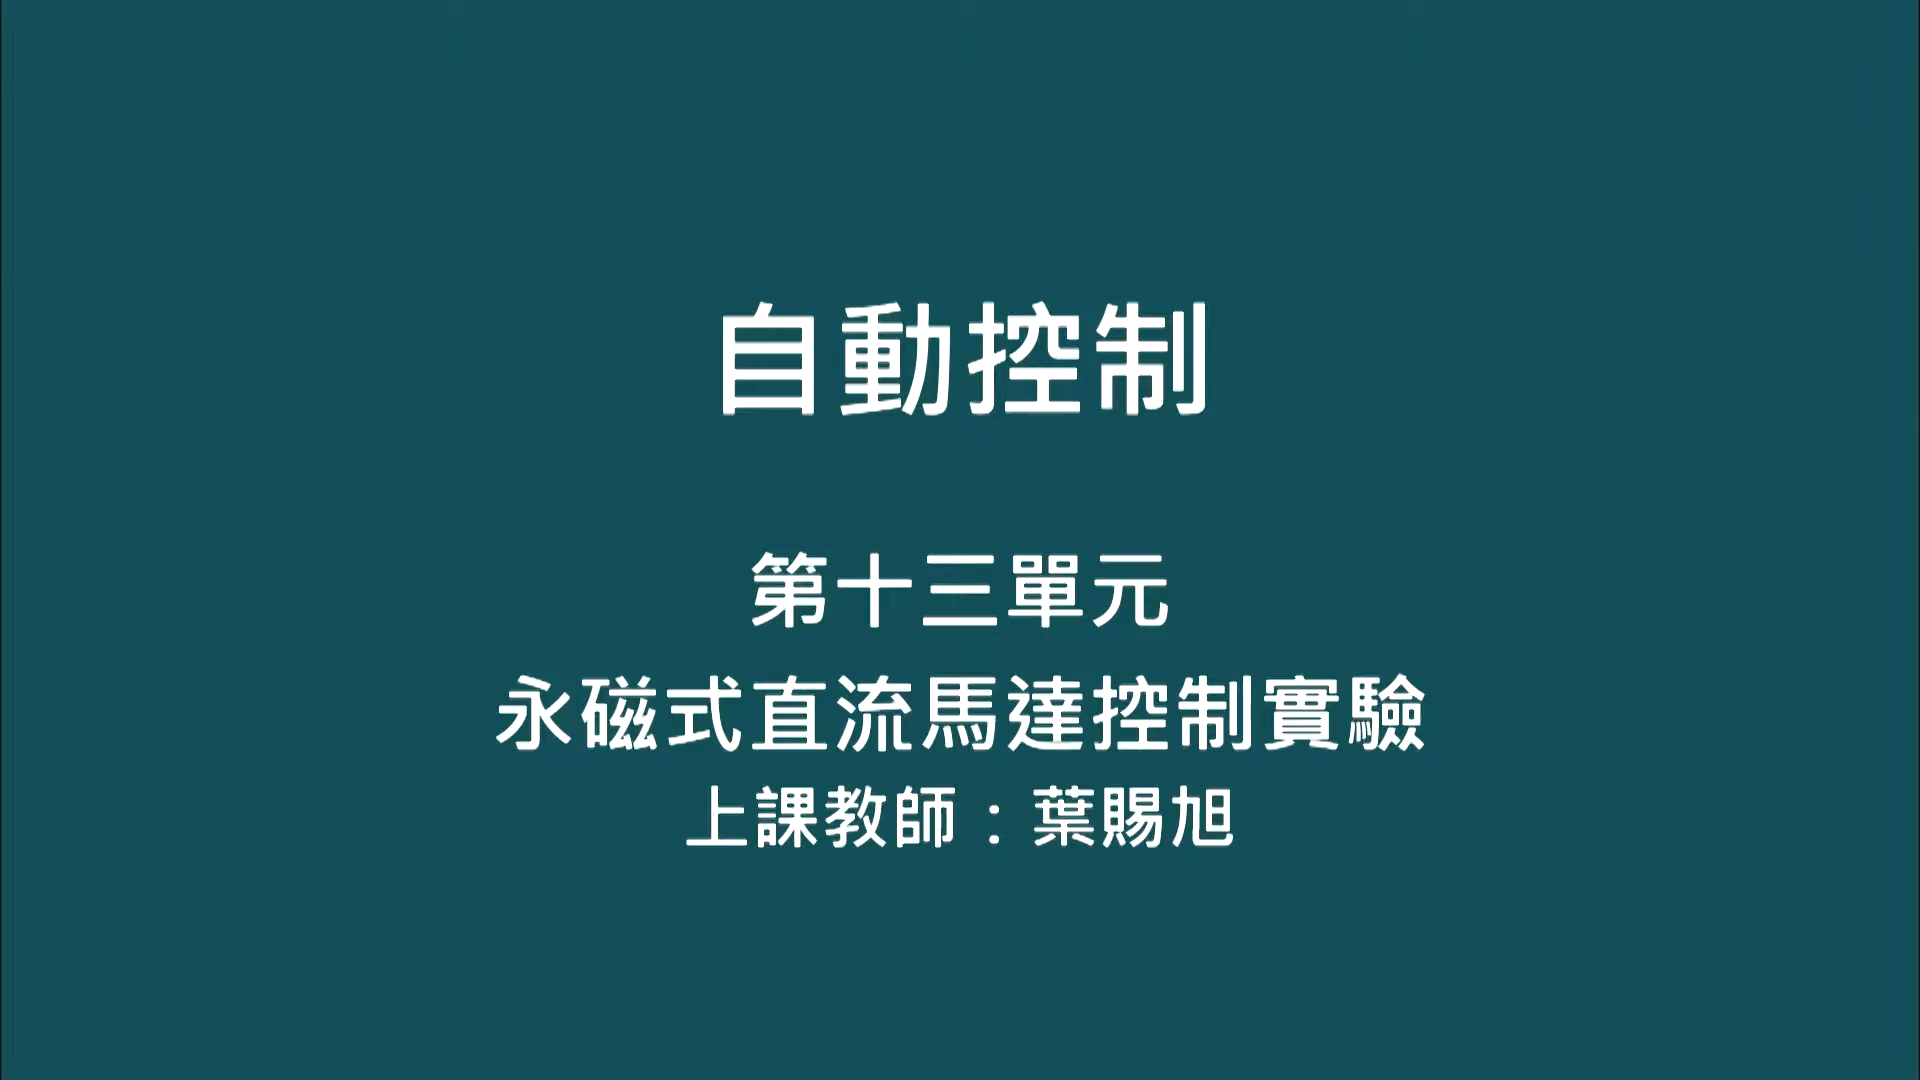 自動控制
第十三單元
永磁式直流馬達控制實驗
上課教師：葉賜旭